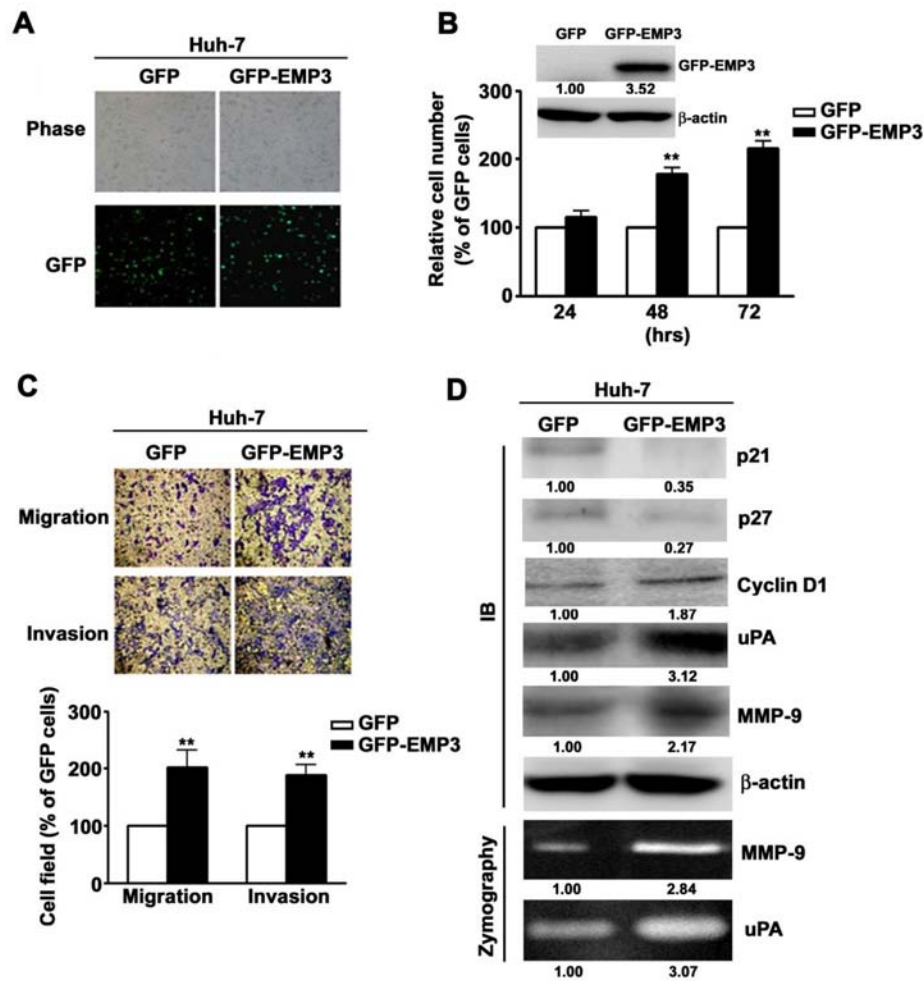 A
Huh-7
GFP GFP-EMP3
Phase
GFP
B
GFP GFP-EMP3
GFP-EMP3
1.00 3.52
β-actin
GFP
GFP-EMP3
Relative cell number
(% of GFP cells)
300
200
100
0
** **
24 48 72
(hrs)
C
Huh-7
GFP GFP-EMP3
Migration
Invasion
GFP
GFP-EMP3
Cell field (% of GFP cells)
300
200
100
0
** **
Migration Invasion
D
Huh-7
GFP GFP-EMP3
IB
p21
1.00 0.35
p27
1.00 0.27
Cyclin D1
1.00 1.87
uPA
1.00 3.12
MMP-9
1.00 2.17
β-actin
Zymography
MMP-9
1.00 2.84
uPA
1.00 3.07